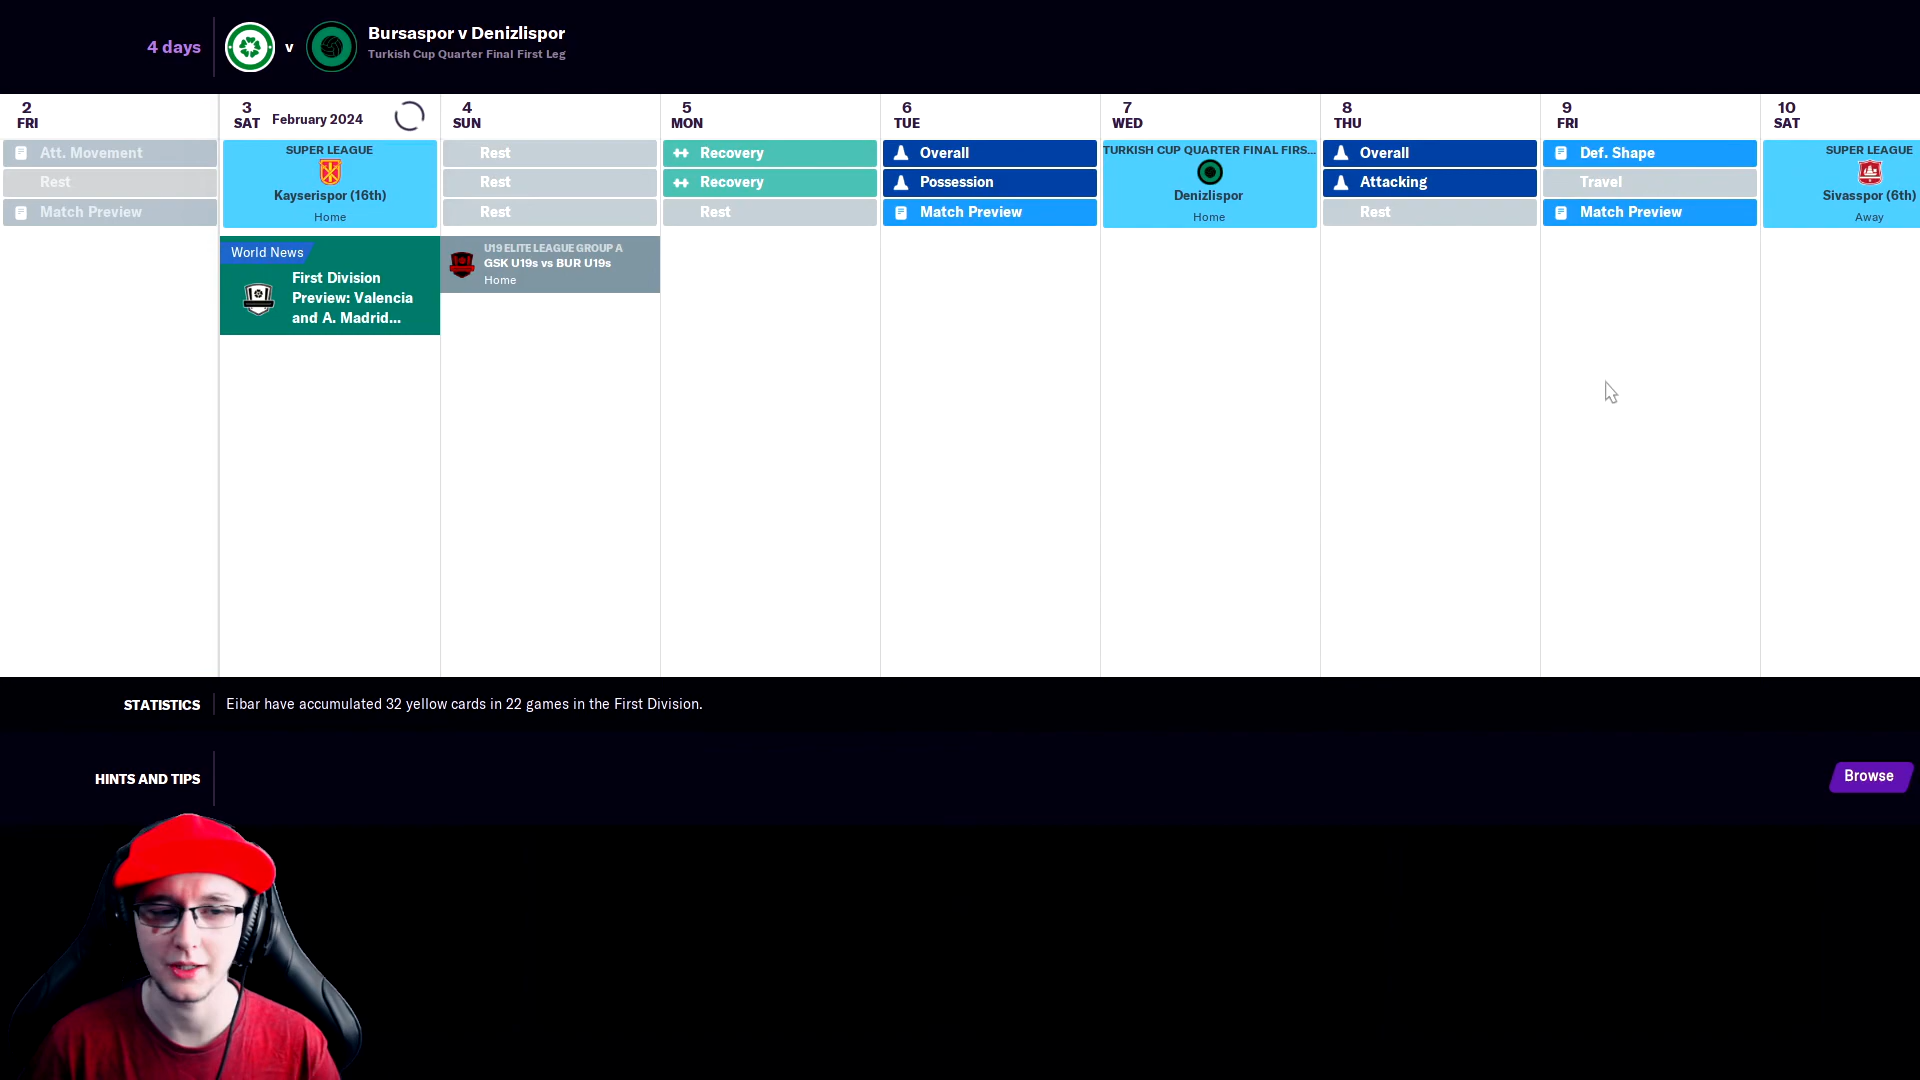 4 days
v
Bursaspor v Denizlispor
Turkish Cup Quarter Final First Leg
2
FRI
Att. Movement
Rest
Match Preview
3
SAT February 2024
SUPER LEAGUE
Kayserispor (16th)
Home
World News
First Division
Preview: Valencia
and A. Madrid...
4
SUN
Rest
Rest
Rest
U19 ELITE LEAGUE GROUP A
GSK U19s vs BUR U19s
Home
5
MON
Recovery
Recovery
Rest
6
TUE
Overall
Possession
Match Preview
7
WED
TURKISH CUP QUARTER FINAL FIRS...
Denizlispor
Home
8
THU
Overall
Attacking
Rest
9
FRI
Def. Shape
Travel
Match Preview
10
SAT
SUPER LEAGUE
Sivasspor (6th)
Away
STATISTICS
Eibar have accumulated 32 yellow cards in 22 games in the First Division.
HINTS AND TIPS
Browse